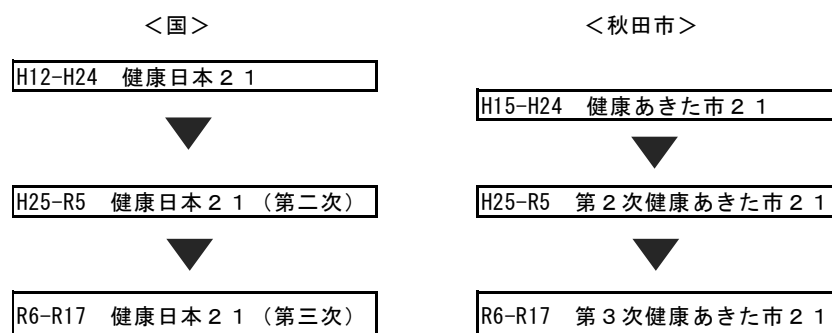 ＜国＞
H12-H24　健康日本２１
H25-R5　健康日本２１（第二次）
R6-R17　健康日本２１（第三次）
＜秋田市＞
H15-H24　健康あきた市２１
H25-R5　第２次健康あきた市２１
R6-R17　第３次健康あきた市２１